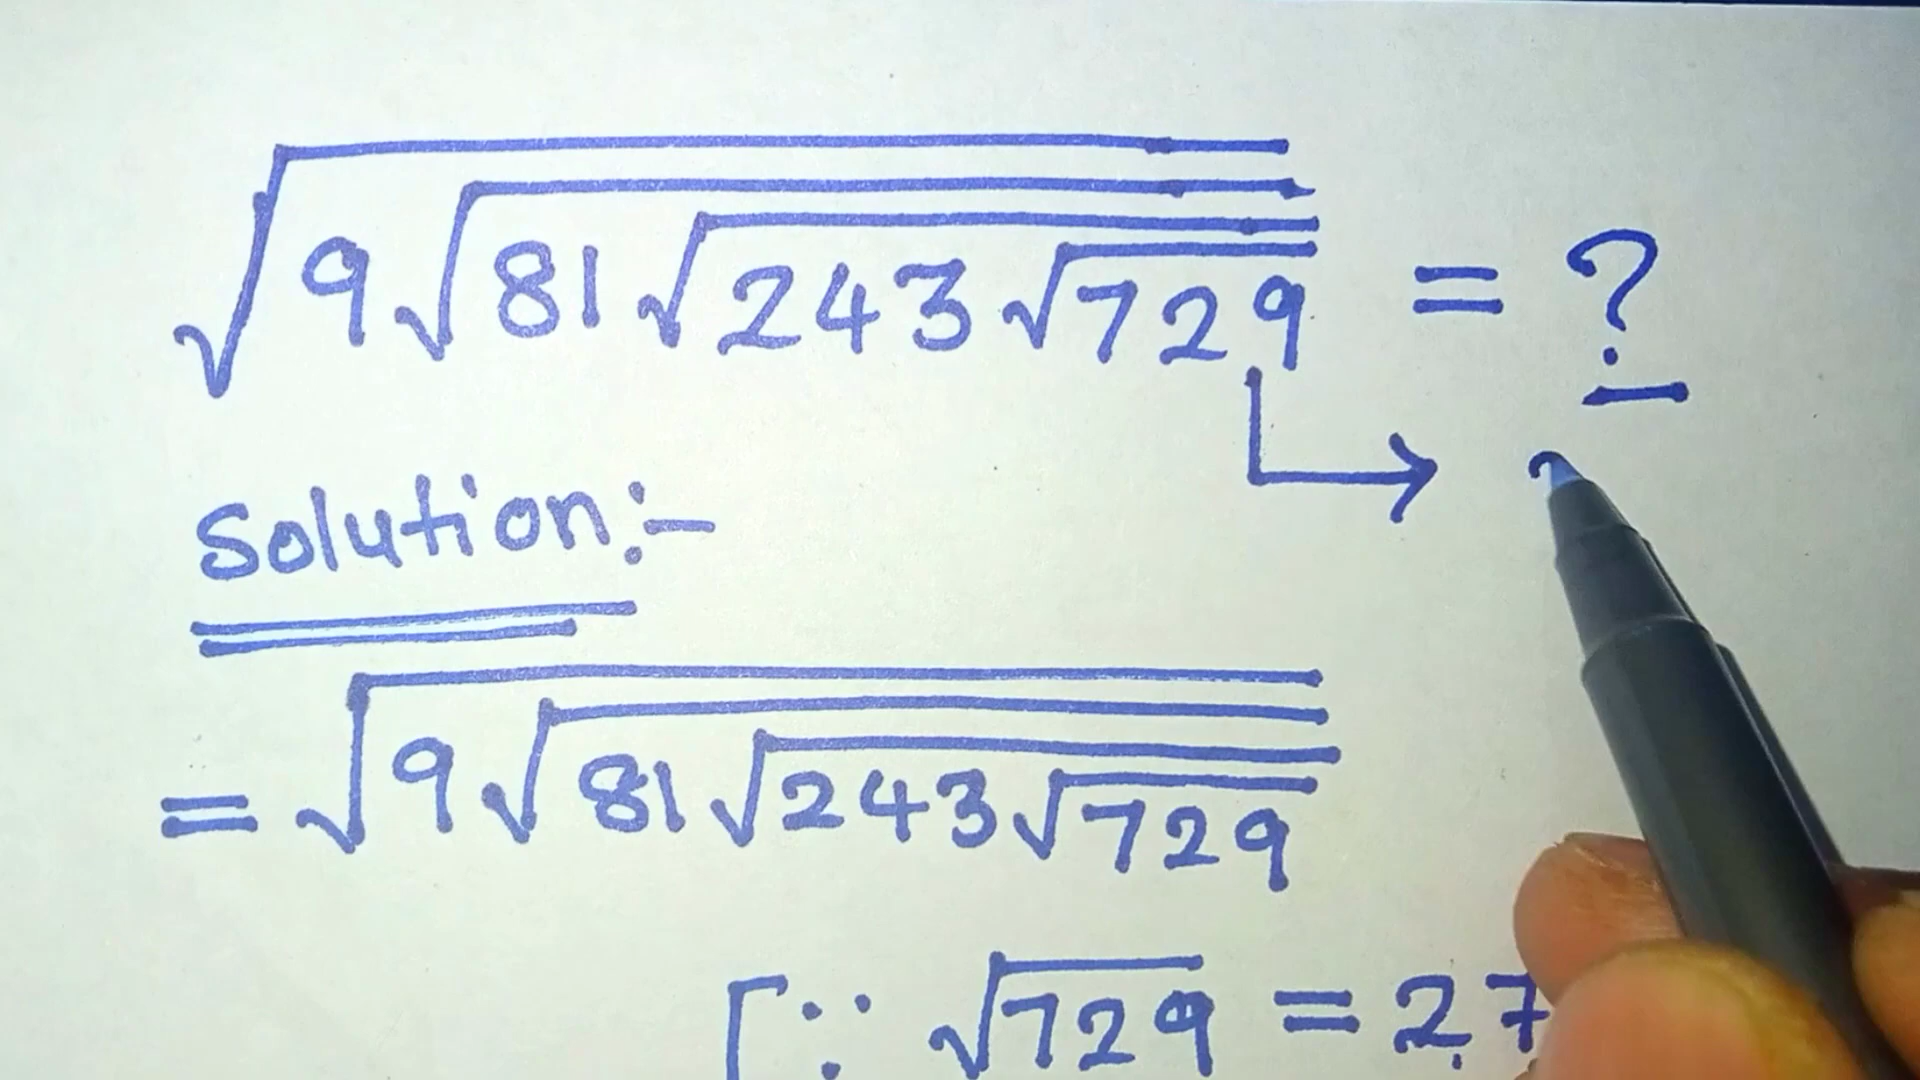 √9√81√243√729 = ?
Solution:-
= √9√81√243√729
[∵ √729 = 27